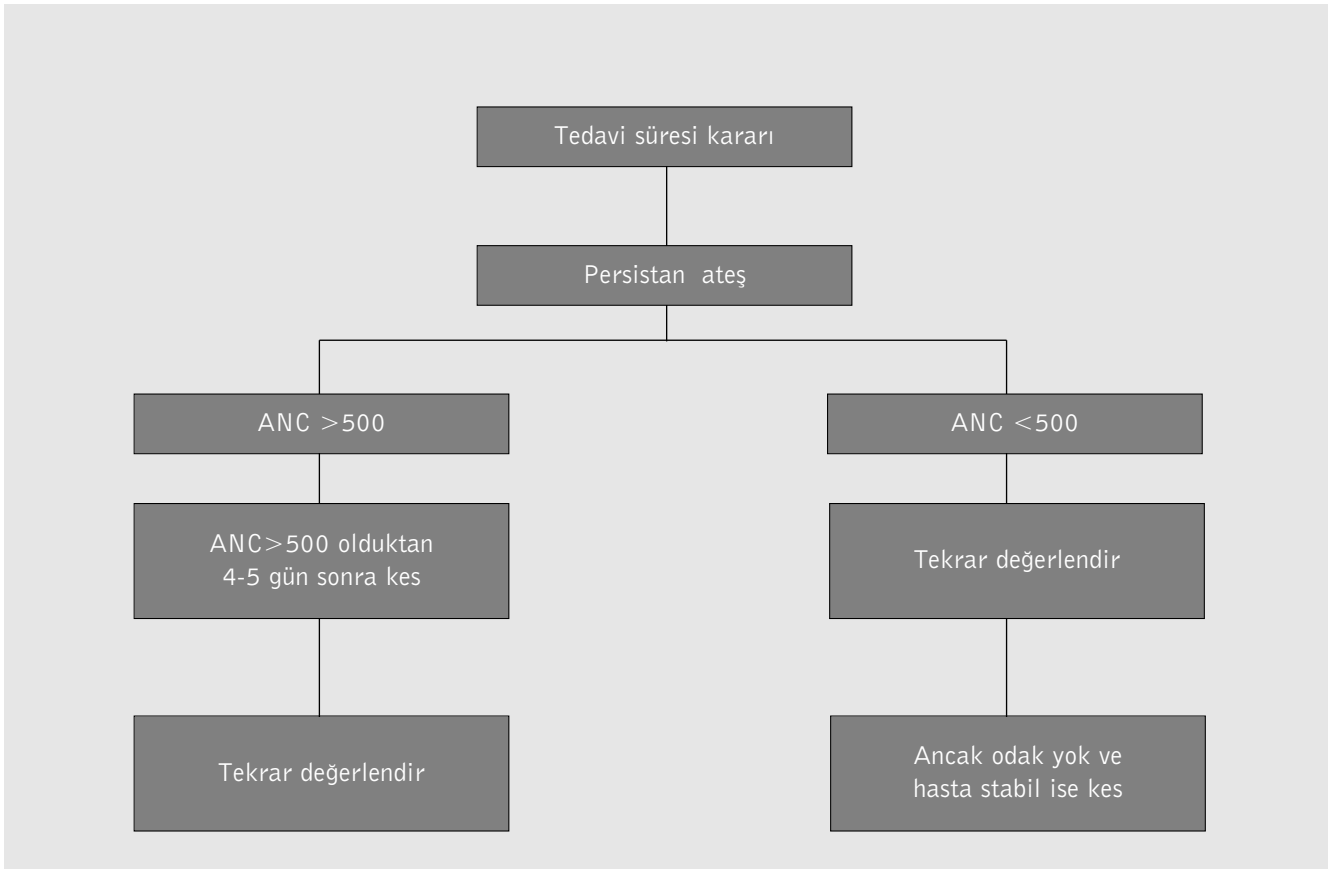 Tedavi süresi kararı
Persistan ateş
ANC >500
ANC <500
ANC>500 olduktan
4-5 gün sonra kes
Tekrar değerlendir
Tekrar değerlendir
Ancak odak yok ve
hasta stabil ise kes